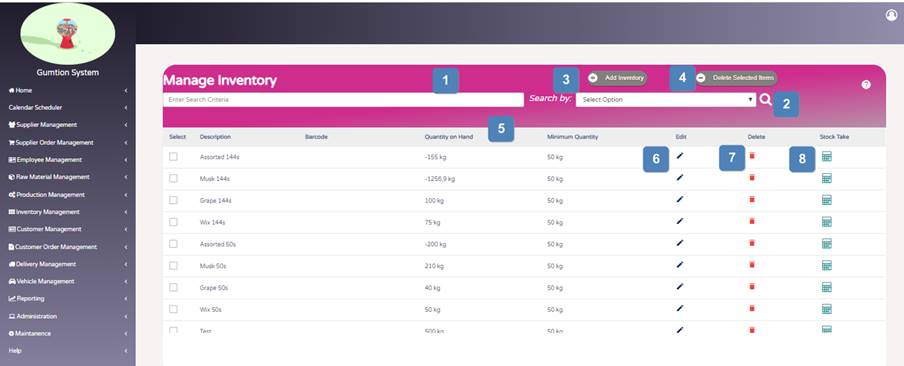 Gumtion System
Home
Calendar Scheduler
Supplier Management
Supplier Order Management
Employee Management
Raw Material Management
Production Management
Inventory Management
Customer Management
Customer Order Management
Delivery Management
Vehicle Management
Reporting
Administration
Maintanence
Help
Manage Inventory
1
3
Add Inventory
4
Delete Selected Items
?
Enter Search Criteria
Search by:
Select Option
2
5
Select Description Barcode Quantity on Hand Minimum Quantity Edit Delete Stock Take
Assorted 144s -155 kg 50 kg 6 7 8
Musk 144s -1256,9 kg 50 kg
Grape 144s 100 kg 50 kg
Wix 144s 75 kg 50 kg
Assorted 50s -200 kg 50 kg
Musk 50s 210 kg 50 kg
Grape 50s 40 kg 50 kg
Wix 50s 50 kg 50 kg
Test 500 kg 50 kg